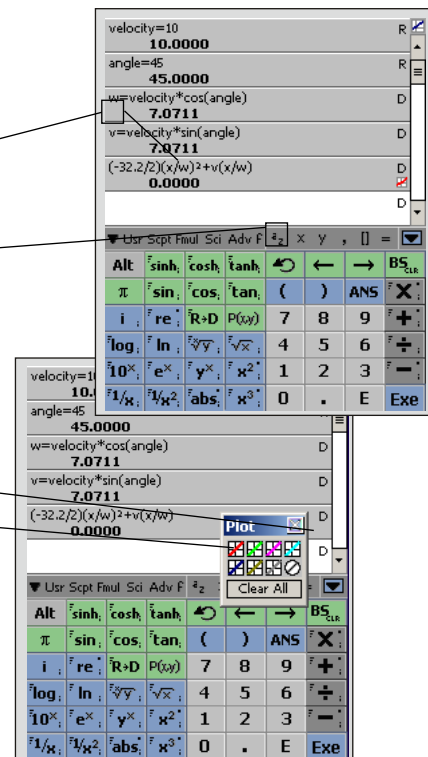 velocity=10 R
10.0000
angle=45 R
45.0000
w=velocity*cos(angle) D
7.0711
v=velocity*sin(angle) D
7.0711
(-32.2/2)(x/w)²+v(x/w) D
0.0000
D
▼ Usr Scpt Fmul Sci Adv F a z x y , [] =
Alt sinh cosh tanh ← → BS CLR
π sin cos tan ( ) ANS X
i re R→D P(x,y) 7 8 9 +
log ln ˣ√y √x 4 5 6 ÷
10ˣ eˣ yˣ x² 1 2 3 −
1/x 1/x² abs x³ 0 . E Exe
velocity=1
10.
angle=45
45.0000
w=velocity*cos(angle) D
7.0711
v=velocity*sin(angle) D
7.0711
(-32.2/2)(x/w)²+v(x/w) D
0.0000
Plot
D
Clear All
▼ Usr Scpt Fmul Sci Adv F a z
Alt sinh cosh tanh ← → BS CLR
π sin cos tan ( ) ANS X
i re R→D P(x,y) 7 8 9 +
log ln ˣ√y √x 4 5 6 ÷
10ˣ eˣ yˣ x² 1 2 3 −
1/x 1/x² abs x³ 0 . E Exe